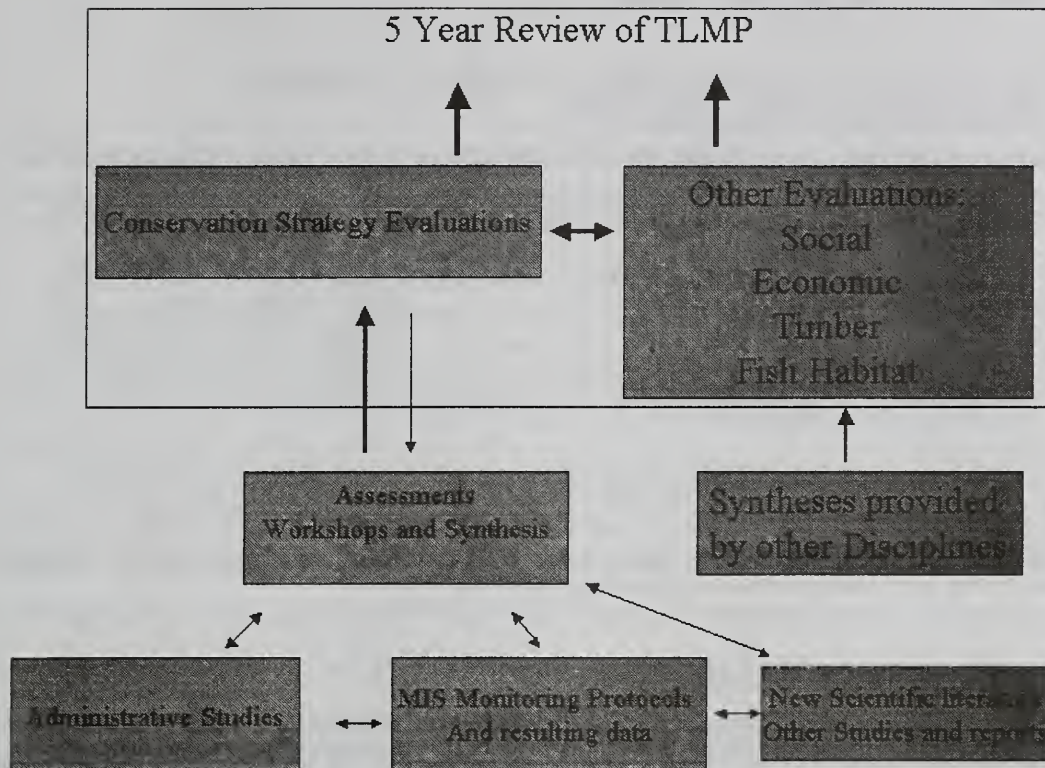 5 Year Review of TLMP
Conservation Strategy Evaluations
Other Evaluations:
Social
Economic
Timber
Fish Habitat
Assessments
Workshops and Synthesis
Syntheses provided
by other Disciplines
Administrative Studies
MIS Monitoring Protocols
And resulting data
New Scientific
Other Studies and reports